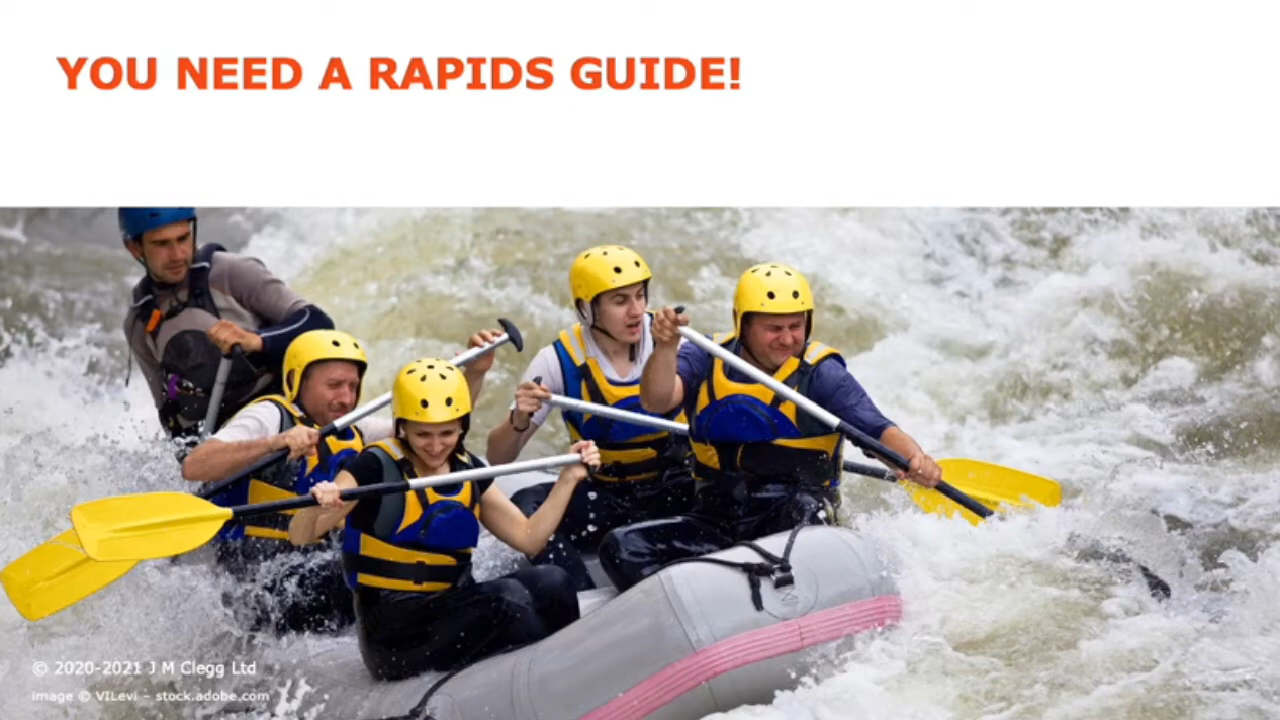 YOU NEED A RAPIDS GUIDE!
© 2020-2021 J M Clegg Ltd
image © VILevi - stock.adobe.com